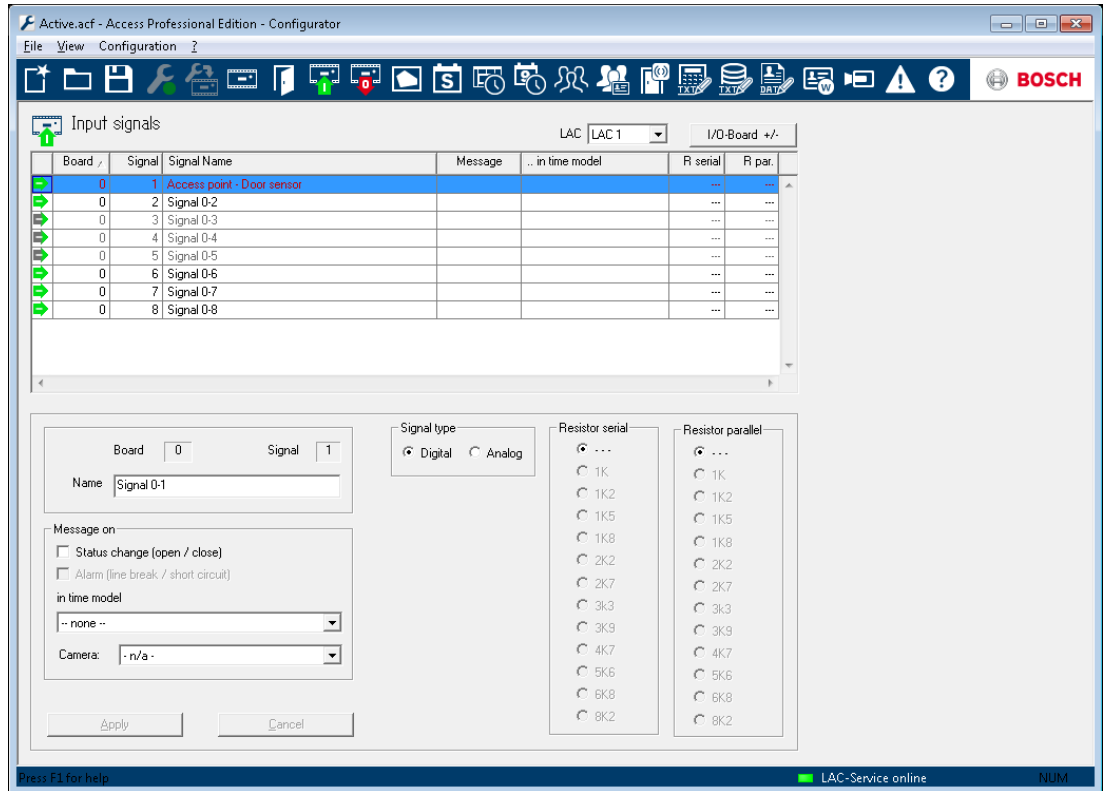 Active.acf - Access Professional Edition - Configurator
File View Configuration ?
S TXT TXT DAT W ? BOSCH
Input signals
LAC LAC 1 I/O-Board +/-
Board Signal Signal Name Message .. in time model R serial R par.
0 1 Access point - Door sensor --- ---
0 2 Signal 0-2 --- ---
0 3 Signal 0-3 --- ---
0 4 Signal 0-4 --- ---
0 5 Signal 0-5 --- ---
0 6 Signal 0-6 --- ---
0 7 Signal 0-7 --- ---
0 8 Signal 0-8 --- ---
Board 0 Signal 1
Name Signal 0-1
Message on
Status change (open / close)
Alarm (line break / short circuit)
in time model
-- none --
Camera: - n/a -
Apply Cancel
Signal type
Digital Analog
Resistor serial
- - -
1K
1K2
1K5
1K8
2K2
2K7
3k3
3K9
4K7
5K6
6K8
8K2
Resistor parallel
- - -
1K
1K2
1K5
1K8
2K2
2K7
3k3
3K9
4K7
5K6
6K8
8K2
Press F1 for help LAC-Service online NUM